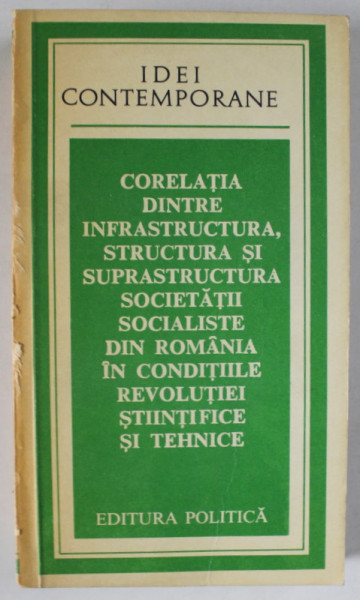 IDEI
CONTEMPORANE
CORELAȚIA
DINTRE
INFRASTRUCTURA,
STRUCTURA ȘI
SUPRASTRUCTURA
SOCIETĂȚII
SOCIALISTE
DIN ROMÂNIA
ÎN CONDIȚIILE
REVOLUȚIEI
ȘTIINȚIFICE
ȘI TEHNICE
EDITURA POLITICĂ